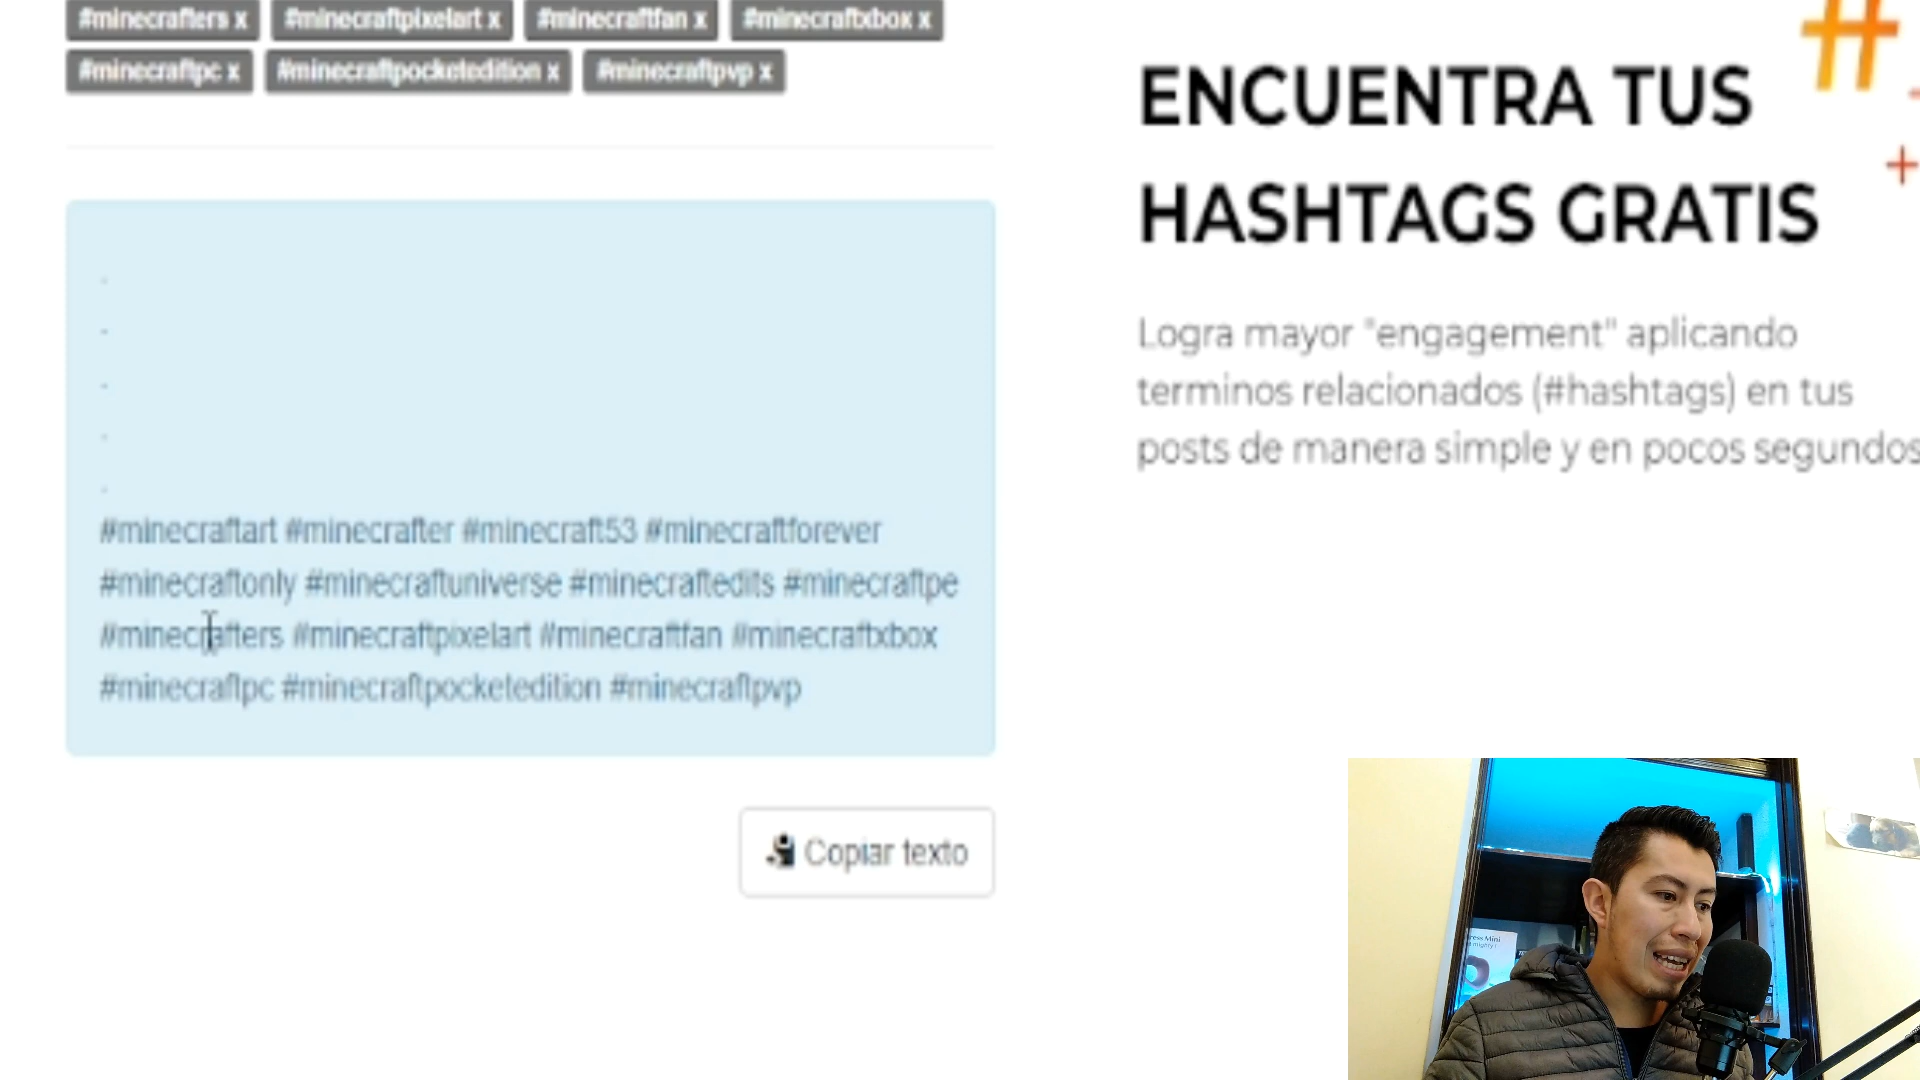 #minecrafters x #minecraftpixelart x #minecraftfan x #minecraftxbox x
#minecraftpc x #minecraftpocketedition x #minecraftpvp x
.
.
.
.
.
#minecraftart #minecrafter #minecraft53 #minecraftforever
#minecraftonly #minecraftuniverse #minecraftedits #minecraftpe
#minecrafters #minecraftpixelart #minecraftfan #minecraftxbox
#minecraftpc #minecraftpocketedition #minecraftpvp
Copiar texto
#
ENCUENTRA TUS
HASHTAGS GRATIS
Logra mayor "engagement" aplicando
terminos relacionados (#hashtags) en tus
posts de manera simple y en pocos segundos